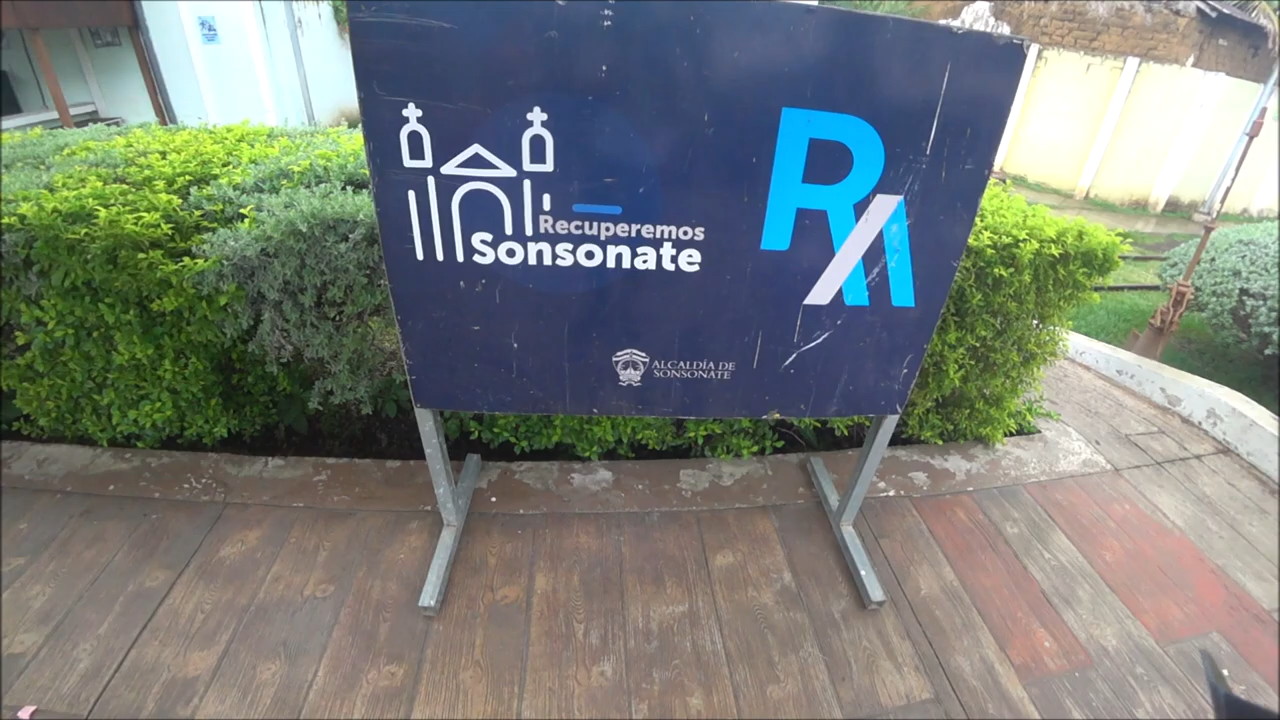 Recuperemos
Sonsonate
RA
ALCALDÍA DE
SONSONATE